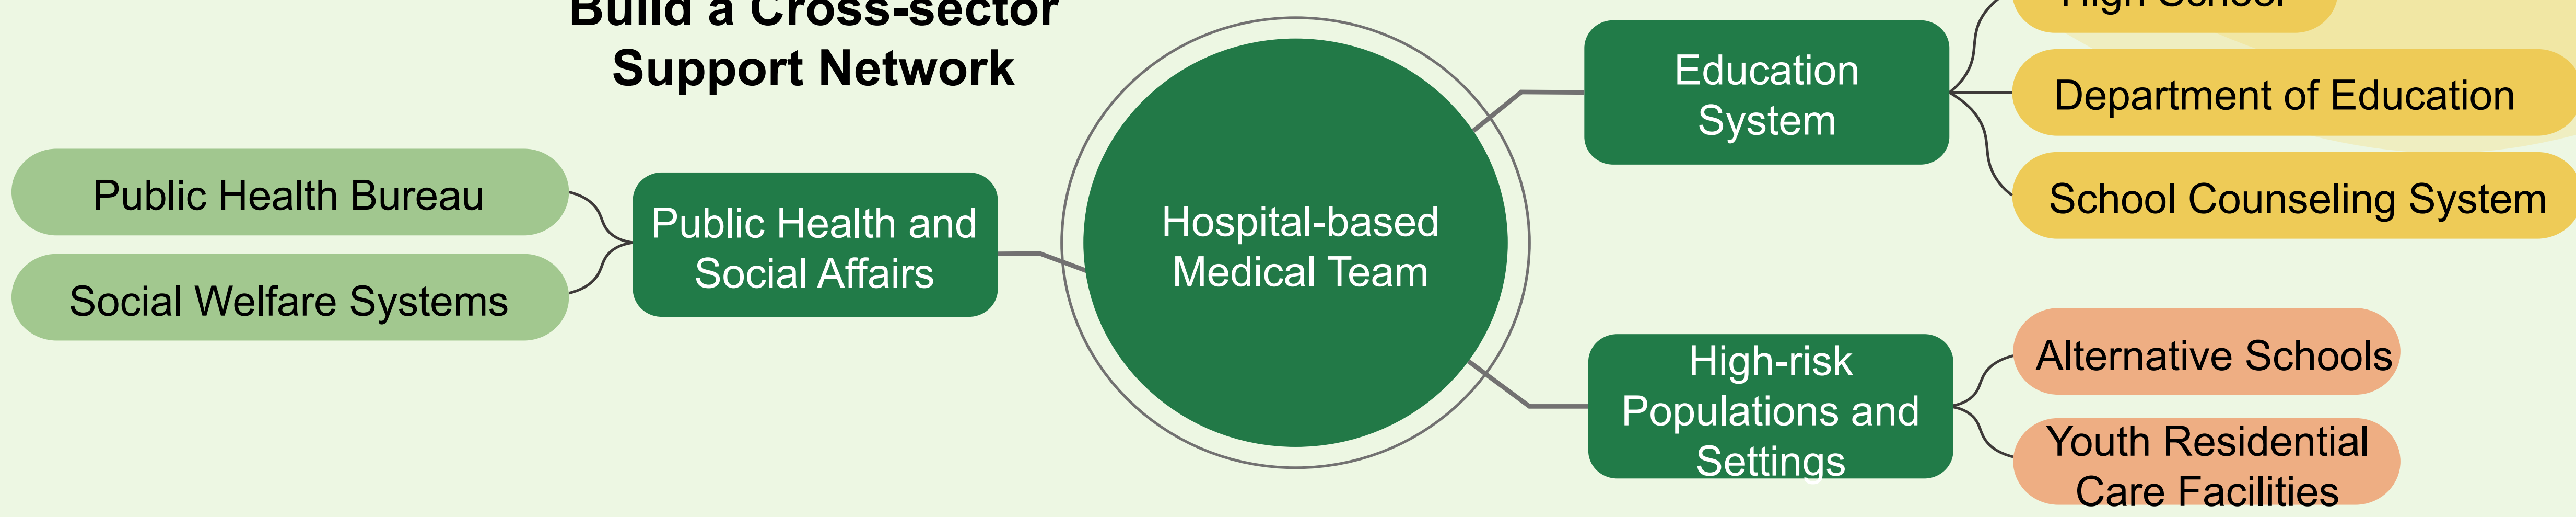 Build a Cross-sector
Support Network
Public Health Bureau
Social Welfare Systems
Public Health and
Social Affairs
Hospital-based
Medical Team
Education
System
High School
Department of Education
School Counseling System
High-risk
Populations and
Settings
Alternative Schools
Youth Residential
Care Facilities